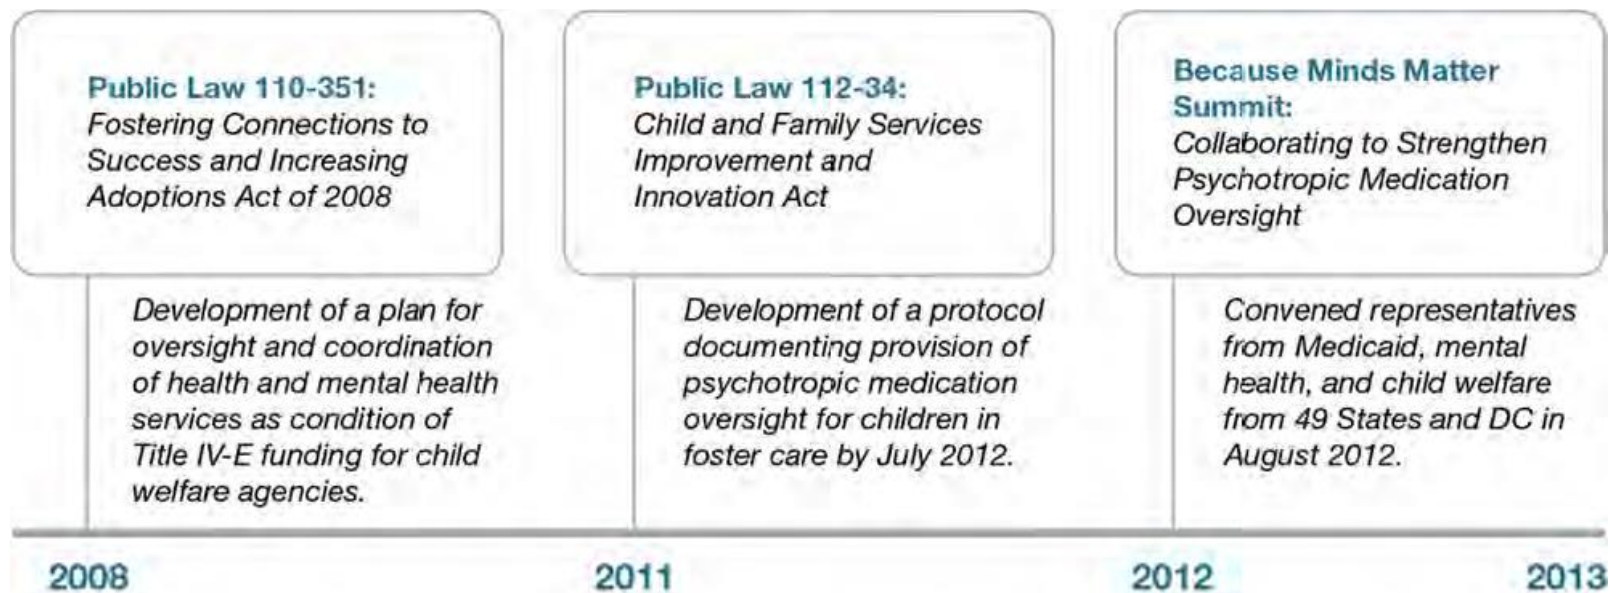 Public Law 110-351:
Fostering Connections to
Success and Increasing
Adoptions Act of 2008
Development of a plan for
oversight and coordination
of health and mental health
services as condition of
Title IV-E funding for child
welfare agencies.
2008
Public Law 112-34:
Child and Family Services
Improvement and
Innovation Act
Development of a protocol
documenting provision of
psychotropic medication
oversight for children in
foster care by July 2012.
2011
Because Minds Matter
Summit:
Collaborating to Strengthen
Psychotropic Medication
Oversight
Convened representatives
from Medicaid, mental
health, and child welfare
from 49 States and DC in
August 2012.
2012
2013